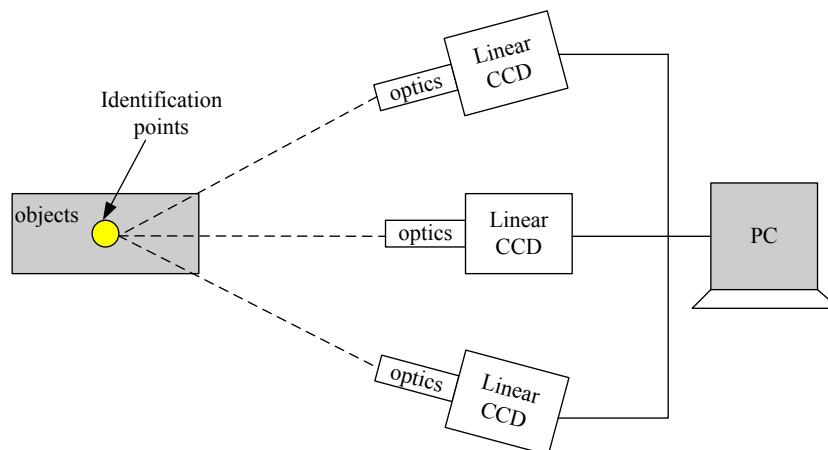 Linear
CCD
optics
Identification
points
objects
optics
Linear
CCD
PC
optics
Linear
CCD